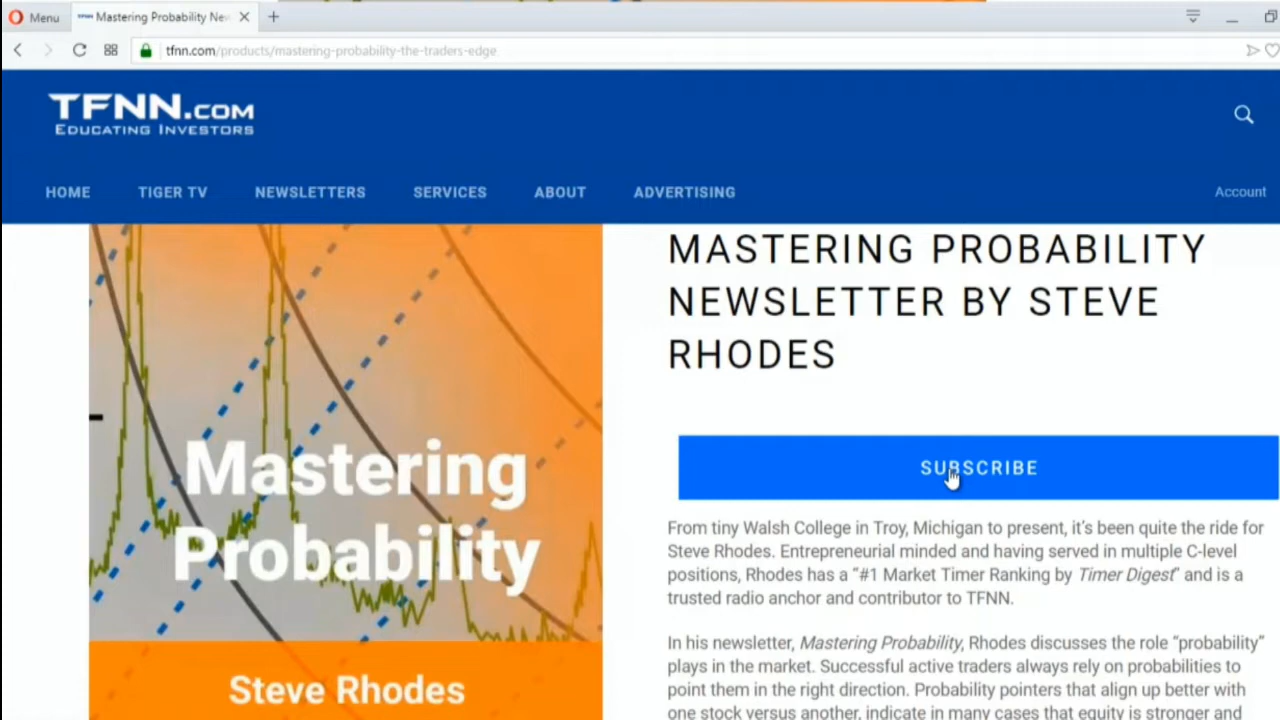 Menu
Mastering Probability New
tfnn.com/products/mastering-probability-the-traders-edge
TFNN.COM
EDUCATING INVESTORS
HOME TIGER TV NEWSLETTERS SERVICES ABOUT ADVERTISING
Account
Mastering
Probability
Steve Rhodes
MASTERING PROBABILITY
NEWSLETTER BY STEVE
RHODES
SUBSCRIBE
From tiny Walsh College in Troy, Michigan to present, it's been quite the ride for
Steve Rhodes. Entrepreneurial minded and having served in multiple C-level
positions, Rhodes has a “#1 Market Timer Ranking by Timer Digest” and is a
trusted radio anchor and contributor to TFNN.
In his newsletter, Mastering Probability, Rhodes discusses the role “probability”
plays in the market. Successful active traders always rely on probabilities to
point them in the right direction. Probability pointers that align up better with
one stock versus another, indicate in many cases that equity is stronger and